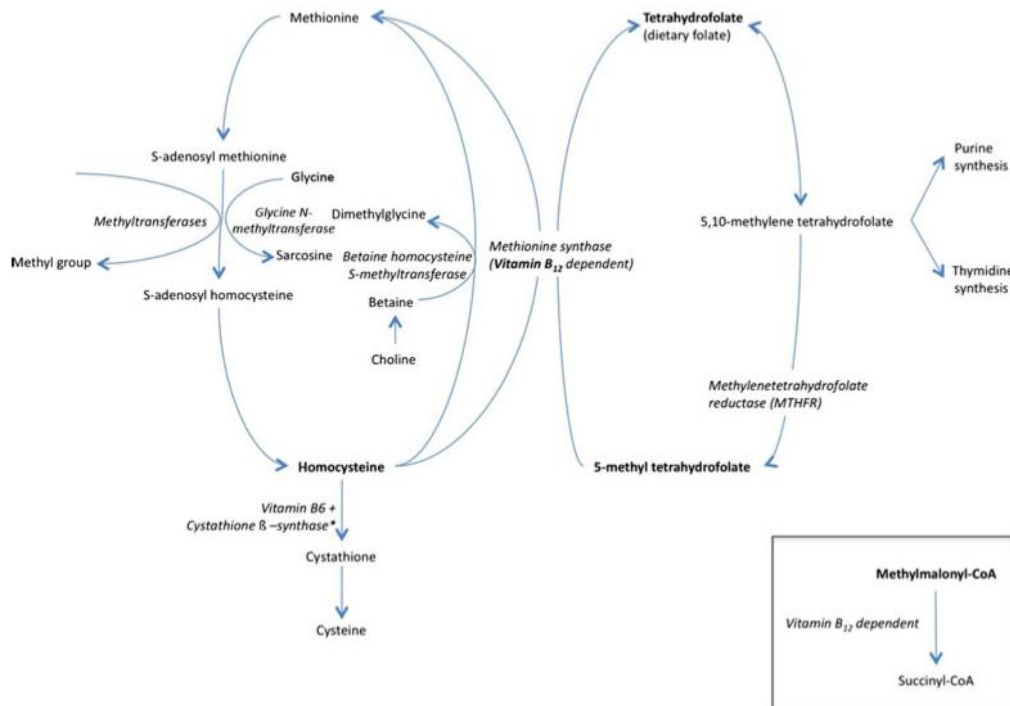 Methionine
Tetrahydrofolate
(dietary folate)
S-adenosyl methionine
Glycine
Methyltransferases
Glycine N-
methyltransferase
Dimethylglycine
Purine
synthesis
5,10-methylene tetrahydrofolate
Methyl group
Sarcosine
Betaine homocysteine
S-methyltransferase
Methionine synthase
(Vitamin B12 dependent)
S-adenosyl homocysteine
Betaine
Thymidine
synthesis
Choline
Methylenetetrahydrofolate
reductase (MTHFR)
Homocysteine
5-methyl tetrahydrofolate
Vitamin B6 +
Cystathione ß –synthase*
Cystathione
Cysteine
Methylmalonyl-CoA
Vitamin B12 dependent
Succinyl-CoA